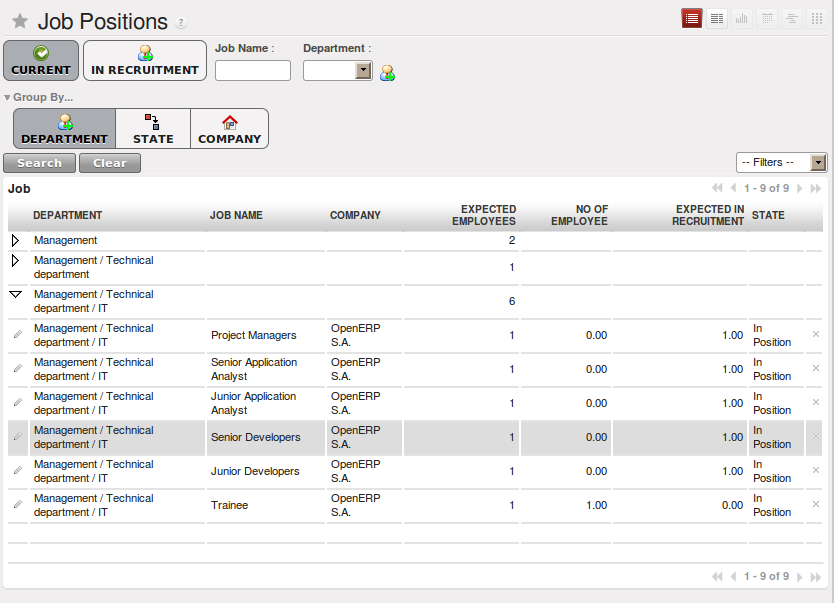 Job Positions ?
CURRENT
IN RECRUITMENT
Job Name :
Department :
Group By...
DEPARTMENT
STATE
COMPANY
Search
Clear
-- Filters --
Job
1 - 9 of 9
DEPARTMENT
JOB NAME
COMPANY
EXPECTED
EMPLOYEES
NO OF
EMPLOYEE
EXPECTED IN
RECRUITMENT
STATE
Management
2
Management / Technical
department
1
Management / Technical
department / IT
6
Management / Technical
department / IT
Project Managers
OpenERP
S.A.
1
0.00
1.00
In
Position
Management / Technical
department / IT
Senior Application
Analyst
OpenERP
S.A.
1
0.00
1.00
In
Position
Management / Technical
department / IT
Junior Application
Analyst
OpenERP
S.A.
1
0.00
1.00
In
Position
Management / Technical
department / IT
Senior Developers
OpenERP
S.A.
1
0.00
1.00
In
Position
Management / Technical
department / IT
Junior Developers
OpenERP
S.A.
1
0.00
1.00
In
Position
Management / Technical
department / IT
Trainee
OpenERP
S.A.
1
1.00
0.00
In
Position
1 - 9 of 9